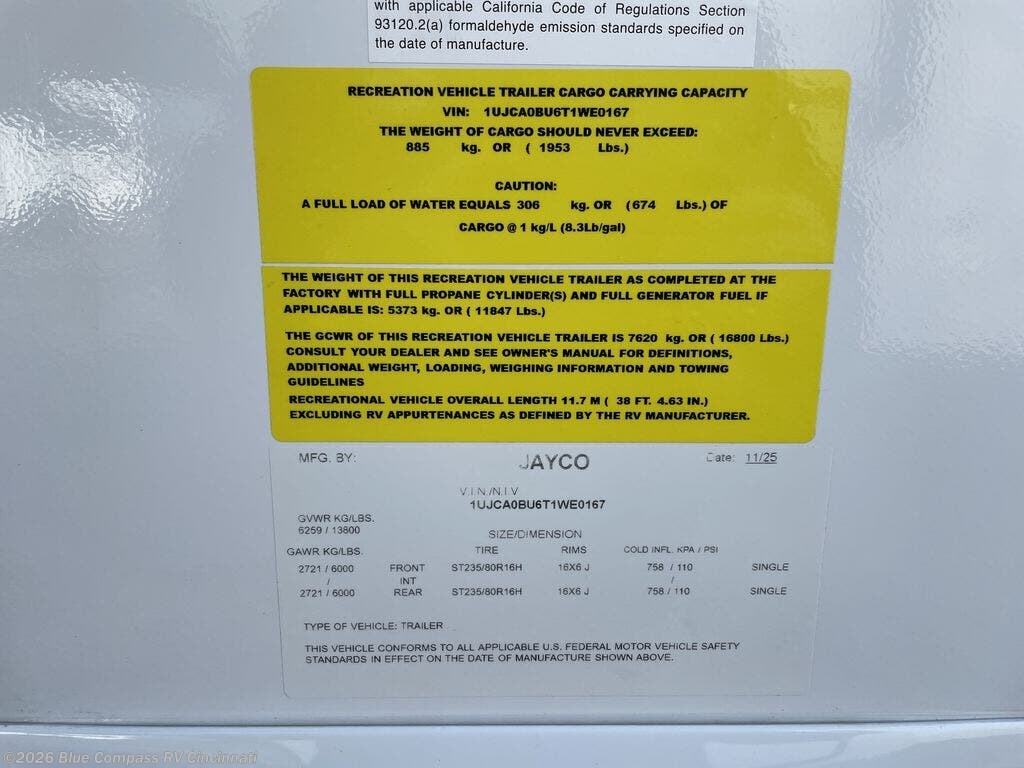 with applicable California Code of Regulations Section
93120.2(a) formaldehyde emission standards specified on
the date of manufacture.
RECREATION VEHICLE TRAILER CARGO CARRYING CAPACITY
VIN: 1UJCA0BU6T1WE0167
THE WEIGHT OF CARGO SHOULD NEVER EXCEED:
885 kg. OR ( 1953 Lbs.)
CAUTION:
A FULL LOAD OF WATER EQUALS 306 kg. OR (674 Lbs.) OF
CARGO @ 1 kg/L (8.3Lb/gal)
THE WEIGHT OF THIS RECREATION VEHICLE TRAILER AS COMPLETED AT THE
FACTORY WITH FULL PROPANE CYLINDER(S) AND FULL GENERATOR FUEL IF
APPLICABLE IS: 5373 kg. OR ( 11847 Lbs.)
THE GCWR OF THIS RECREATION VEHICLE TRAILER IS 7620 kg. OR ( 16800 Lbs.)
CONSULT YOUR DEALER AND SEE OWNER'S MANUAL FOR DEFINITIONS,
ADDITIONAL WEIGHT, LOADING, WEIGHING INFORMATION AND TOWING
GUIDELINES
RECREATIONAL VEHICLE OVERALL LENGTH 11.7 M ( 38 FT. 4.63 IN.)
EXCLUDING RV APPURTENANCES AS DEFINED BY THE RV MANUFACTURER.
MFG. BY: JAYCO Date: 11/25
V.I.N./N.I.V
1UJCA0BU6T1WE0167
GVWR KG/LBS.
6259 / 13800
SIZE/DIMENSION
GAWR KG/LBS. TIRE RIMS COLD INFL. KPA / PSI
2721 / 6000 FRONT ST235/80R16H 16X6 J 758 / 110 SINGLE
/ INT /
2721 / 6000 REAR ST235/80R16H 16X6 J 758 / 110 SINGLE
TYPE OF VEHICLE: TRAILER
THIS VEHICLE CONFORMS TO ALL APPLICABLE U.S. FEDERAL MOTOR VEHICLE SAFETY
STANDARDS IN EFFECT ON THE DATE OF MANUFACTURE SHOWN ABOVE.
©2026 Blue Compass RV Cincinnati